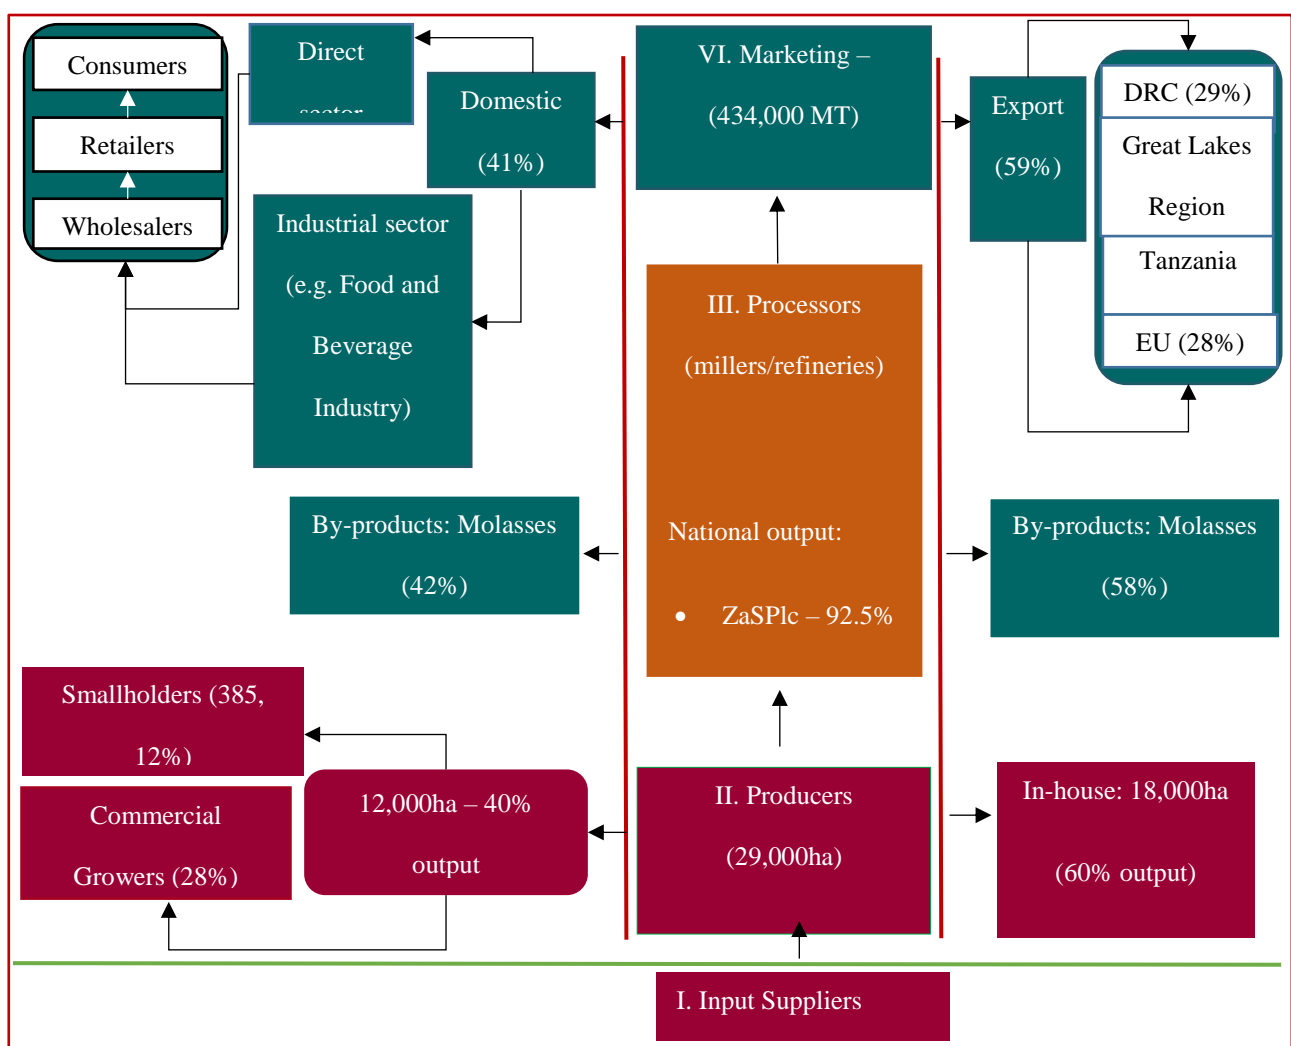 Consumers
Retailers
Wholesalers
Direct
sector
Domestic
(41%)
Industrial sector
(e.g. Food and
Beverage
Industry)
VI. Marketing –
(434,000 MT)
Export
(59%)
DRC (29%)
Great Lakes
Region
Tanzania
EU (28%)
III. Processors
(millers/refineries)
National output:
• ZaSPlc – 92.5%
By-products: Molasses
(42%)
By-products: Molasses
(58%)
Smallholders (385,
12%)
Commercial
Growers (28%)
12,000ha – 40%
output
II. Producers
(29,000ha)
In-house: 18,000ha
(60% output)
I. Input Suppliers